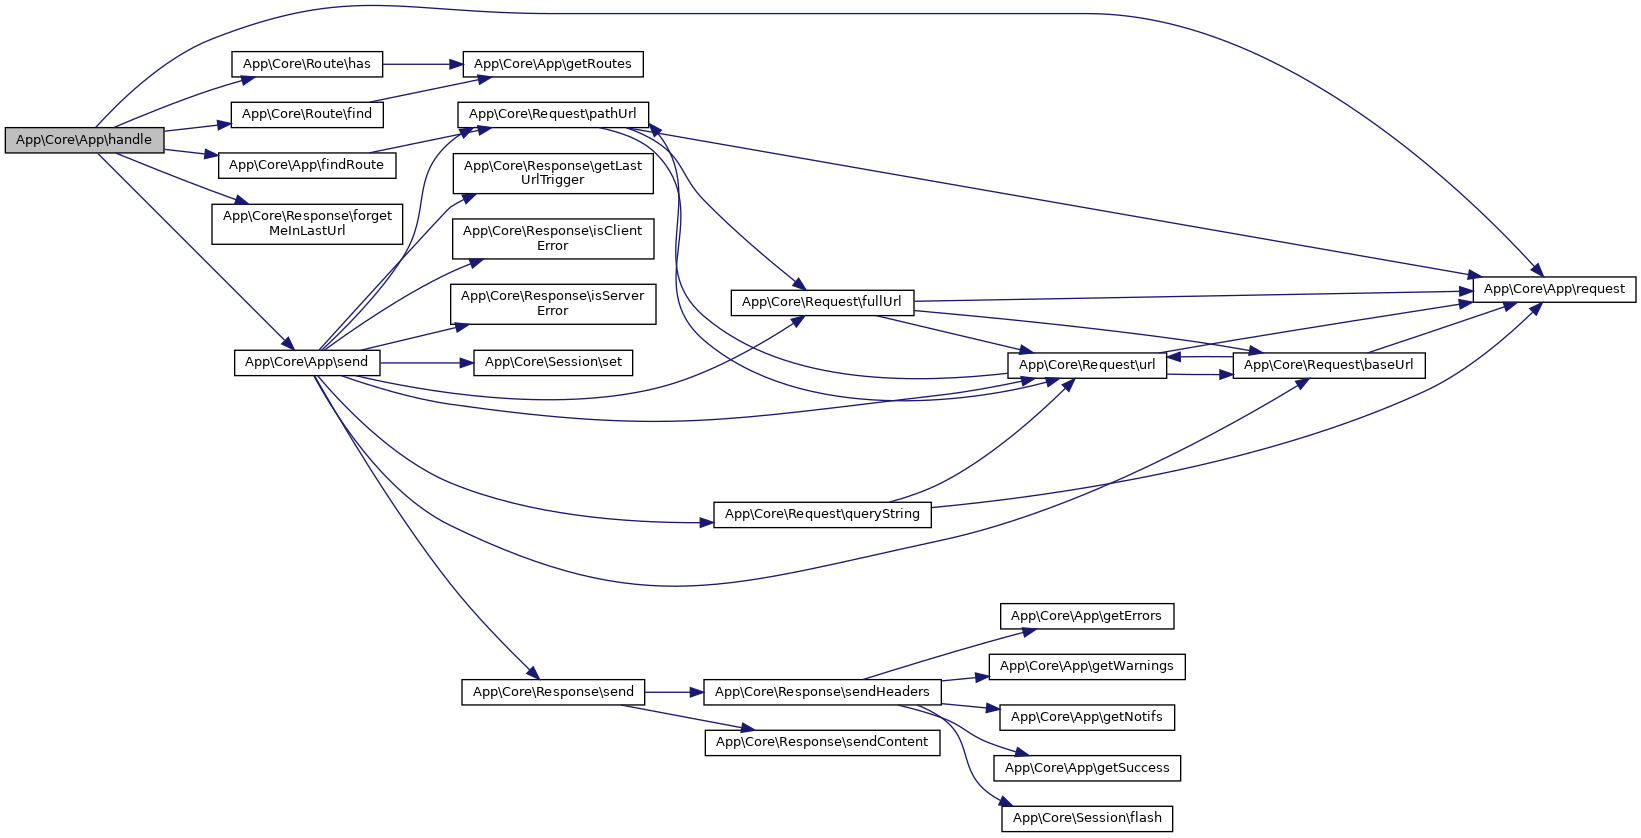 App\Core\App\handle
App\Core\Route\has
App\Core\Route\find
App\Core\App\findRoute
App\Core\Response\forget
MeInLastUrl
App\Core\App\send
App\Core\App\getRoutes
App\Core\Request\pathUrl
App\Core\Response\getLast
UrlTrigger
App\Core\Response\isClient
Error
App\Core\Response\isServer
Error
App\Core\Session\set
App\Core\Response\send
App\Core\Request\fullUrl
App\Core\Request\queryString
App\Core\Response\sendHeaders
App\Core\Response\sendContent
App\Core\Request\url
App\Core\App\getErrors
App\Core\App\getWarnings
App\Core\App\getNotifs
App\Core\App\getSuccess
App\Core\Session\flash
App\Core\Request\baseUrl
App\Core\App\request